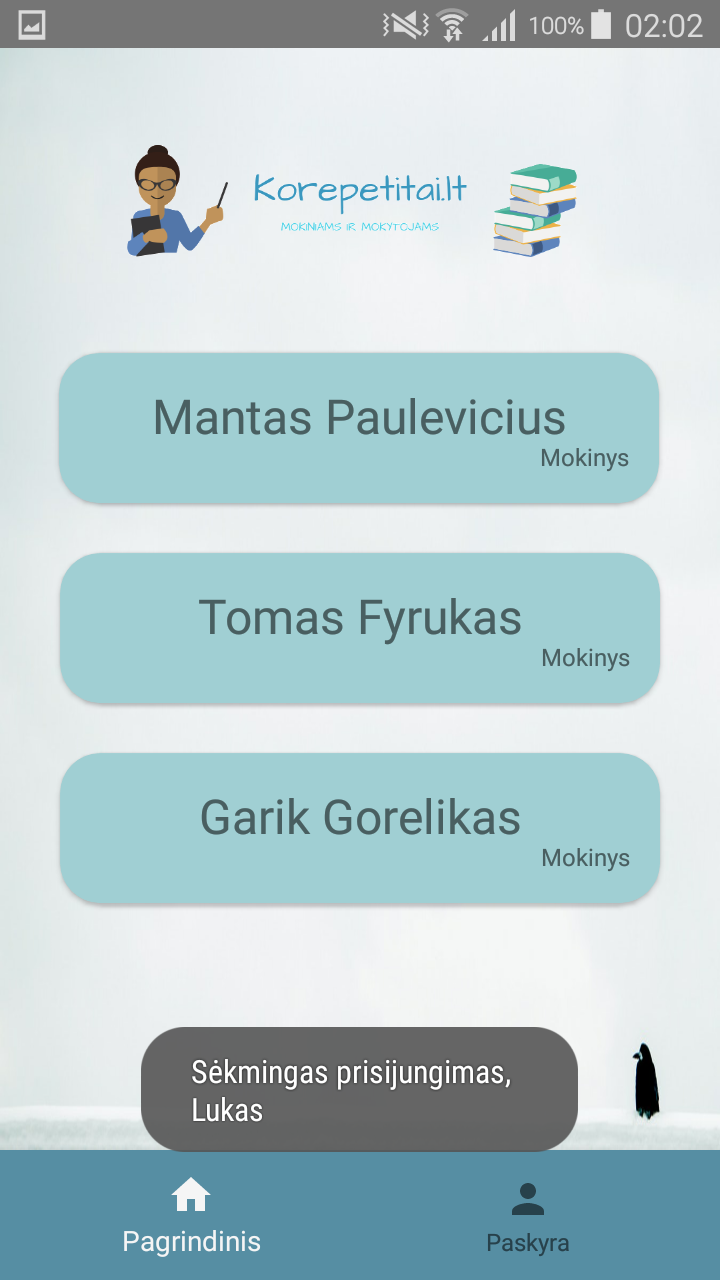 100% 02:02
Korepetitai.lt
MOKINIAMS IR MOKYTOJAMS
Mantas Paulevicius
Mokinys
Tomas Fyrukas
Mokinys
Garik Gorelikas
Mokinys
Sėkmingas prisijungimas,
Lukas
Pagrindinis
Paskyra